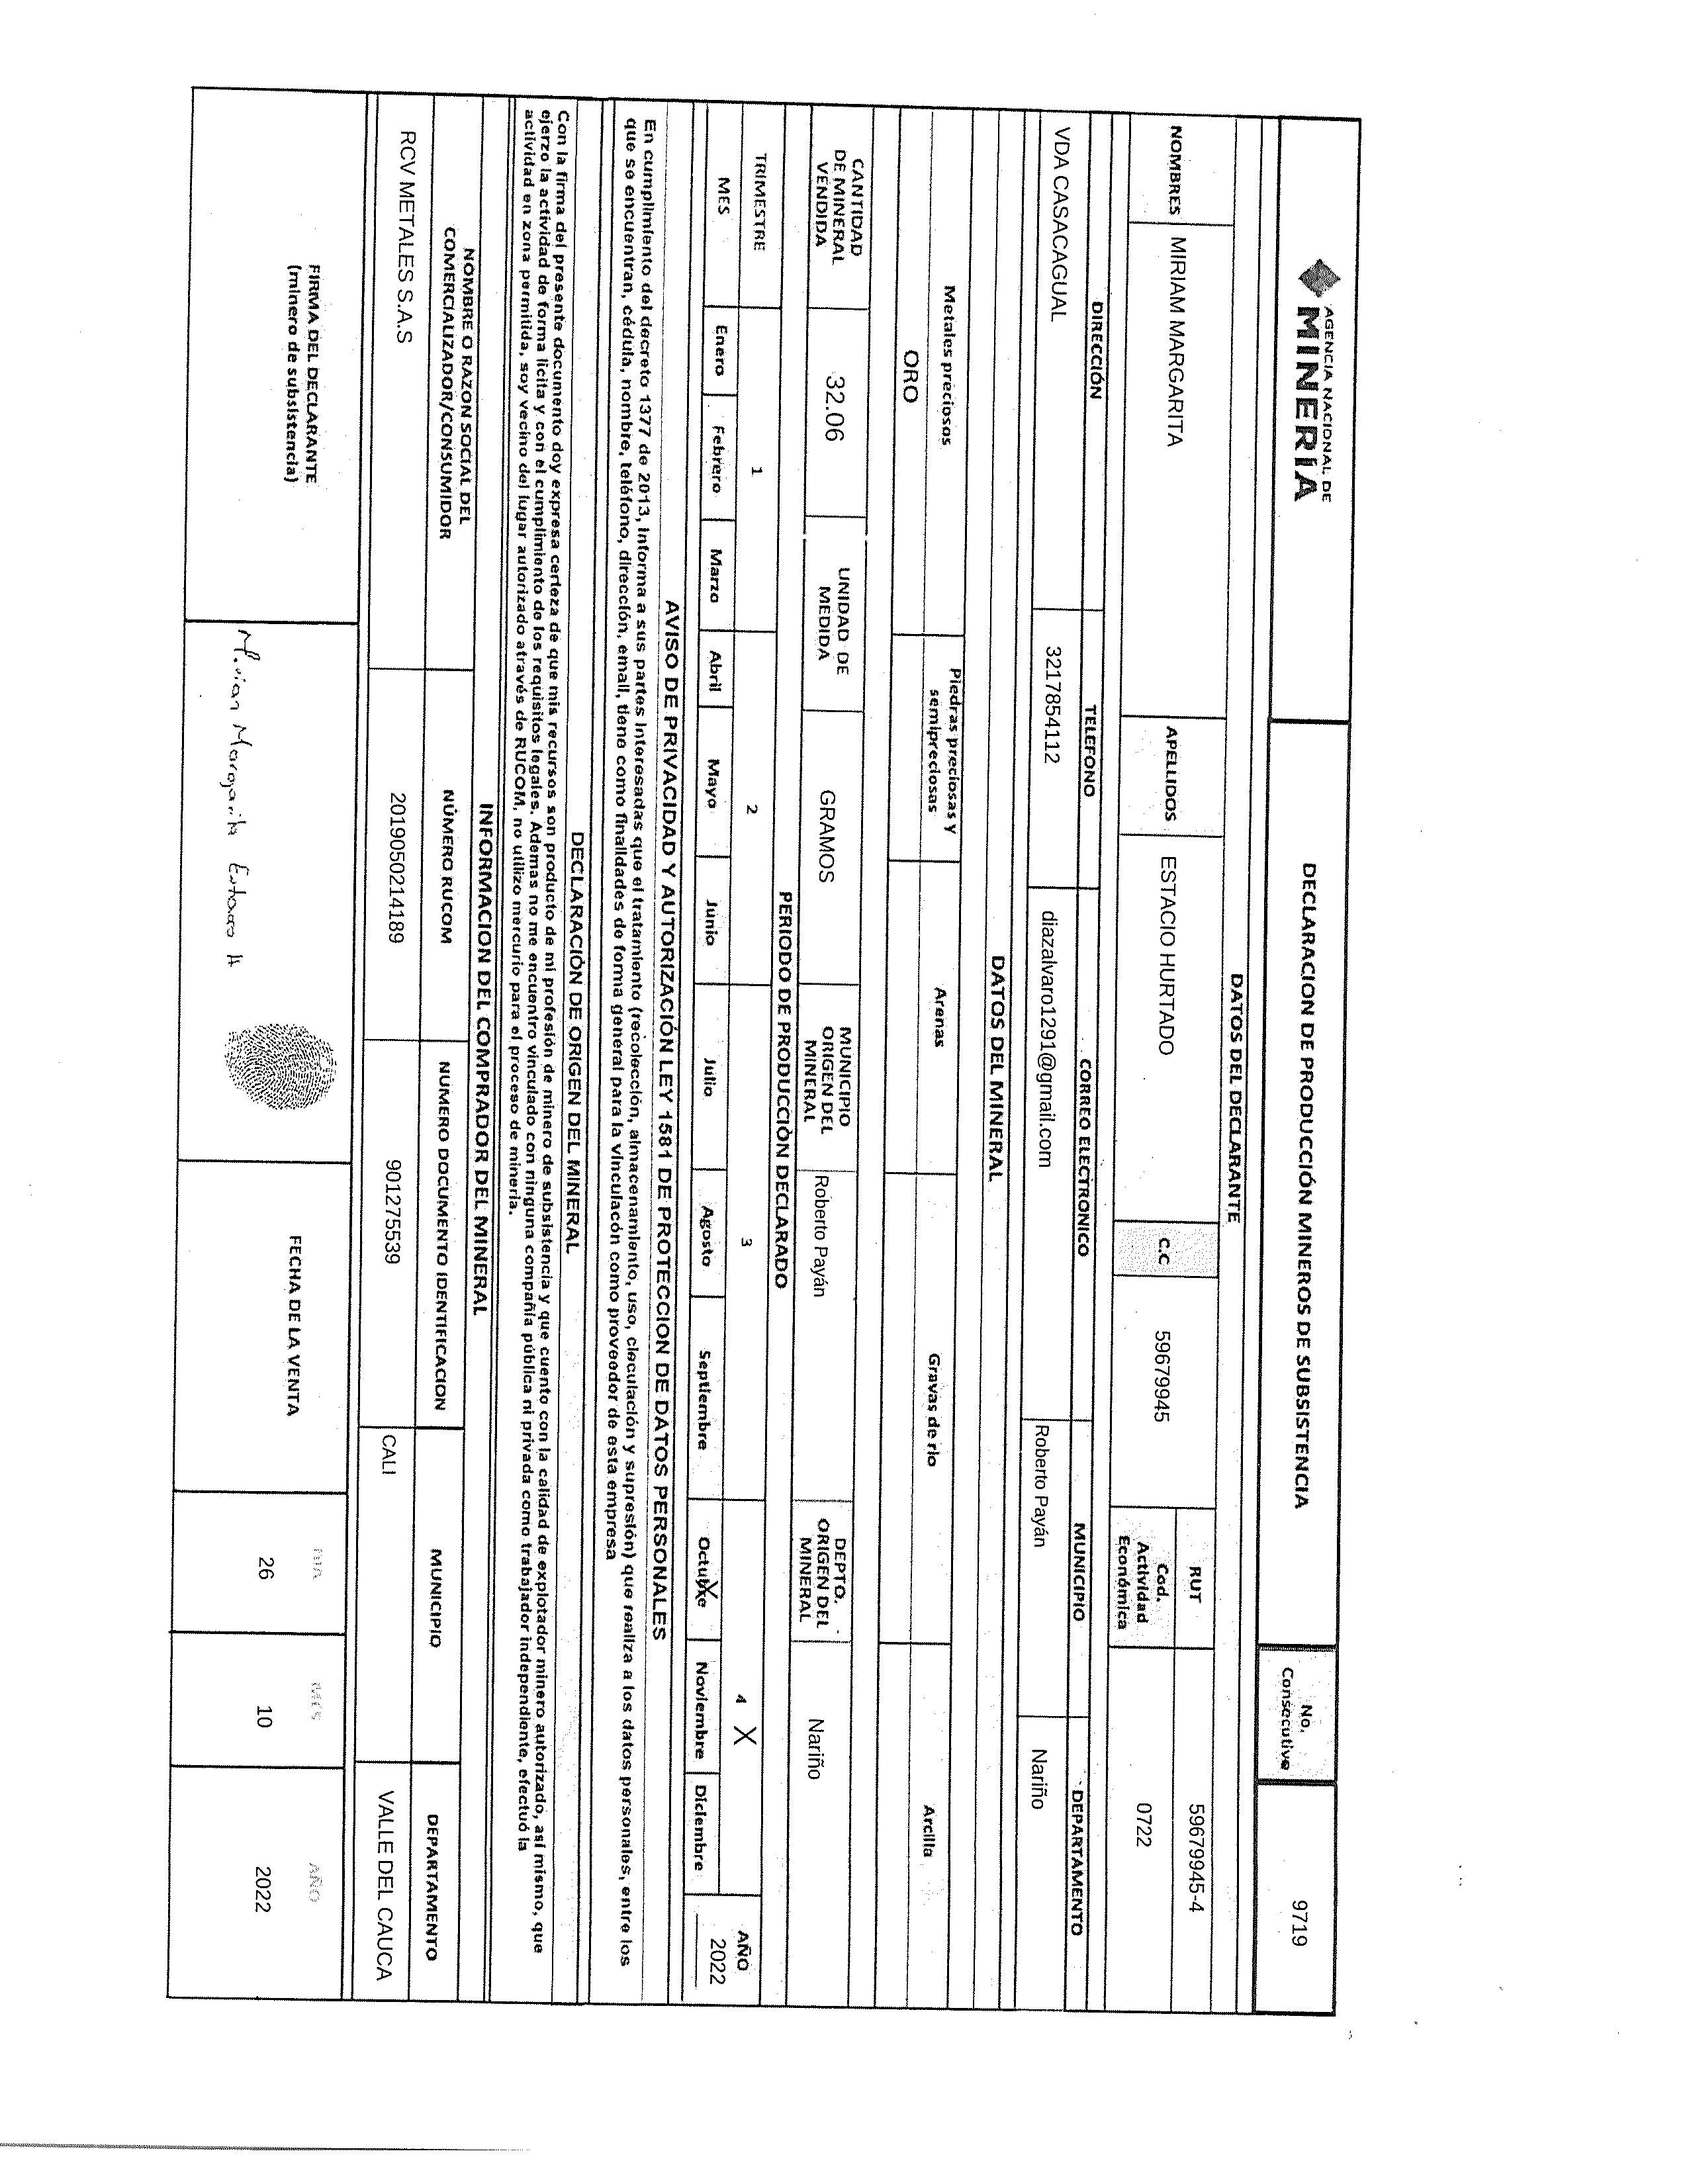 AGENCIA NACIONAL DE
MINERIA
DECLARACION DE PRODUCCIÓN MINEROS DE SUBSISTENCIA
No.
Consecutivo
9719
DATOS DEL DECLARANTE
NOMBRES
MIRIAM MARGARITA
APELLIDOS
ESTACIO HURTADO
C.C
59679945
RUT
59679945-4
Cod.
Actividad
Económica
0722
DIRECCIÓN
TELEFONO
CORREO ELECTRONICO
MUNICIPIO
DEPARTAMENTO
VDA CASACAGUAL
3217854112
diazalvaro1291@gmail.com
Roberto Payán
Nariño
DATOS DEL MINERAL
Metales preciosos
Piedras preciosas y
semipreciosas
Arenas
Gravas de rio
Arcilla
ORO
CANTIDAD
DE MINERAL
VENDIDA
32.06
UNIDAD DE
MEDIDA
GRAMOS
MUNICIPIO
ORIGEN DEL
MINERAL
Roberto Payán
DEPTO.
ORIGEN DEL
MINERAL
Nariño
PERIODO DE PRODUCCIÒN DECLARADO
TRIMESTRE
1
2
3
4 X
AÑO
2022
MES
Enero
Febrero
Marzo
Abril
Mayo
Junio
Julio
Agosto
Septiembre
Octubre X
Noviembre
Diciembre
AVISO DE PRIVACIDAD Y AUTORIZACIÓN LEY 1581 DE PROTECCION DE DATOS PERSONALES
En cumplimiento del decreto 1377 de 2013, informa a sus partes interesadas que el tratamiento (recolección, almacenamiento, uso, circulación y supresión) que realiza a los datos personales, entre los
que se encuentran, cédula, nombre, teléfono, dirección, email, tiene como finalidades de forma general para la vinculacón como proveedor de esta empresa
DECLARACIÓN DE ORIGEN DEL MINERAL
Con la firma del presente documento doy expresa certeza de que mis recursos son producto de mi profesión de minero de subsistencia y que cuento con la calidad de explotador minero autorizado, así mismo, que
ejerzo la actividad de forma licita y con el cumplimiento de los requisitos legales. Ademas no me encuentro vinculado con ninguna compañía pública ni privada como trabajador independiente, efectuó la
actividad en zona permitida, soy vecino del lugar autorizado através de RUCOM, no utilizo mercurio para el proceso de mineria.
INFORMACION DEL COMPRADOR DEL MINERAL
NOMBRE O RAZON SOCIAL DEL
COMERCIALIZADOR/CONSUMIDOR
NÚMERO RUCOM
NUMERO DOCUMENTO IDENTIFICACION
MUNICIPIO
DEPARTAMENTO
RCV METALES S.A.S
2019050214189
901275539
CALI
VALLE DEL CAUCA
FIRMA DEL DECLARANTE
(minero de subsistencia)
Mirian Margarita Estacio H
FECHA DE LA VENTA
DIA
MES
AÑO
26
10
2022